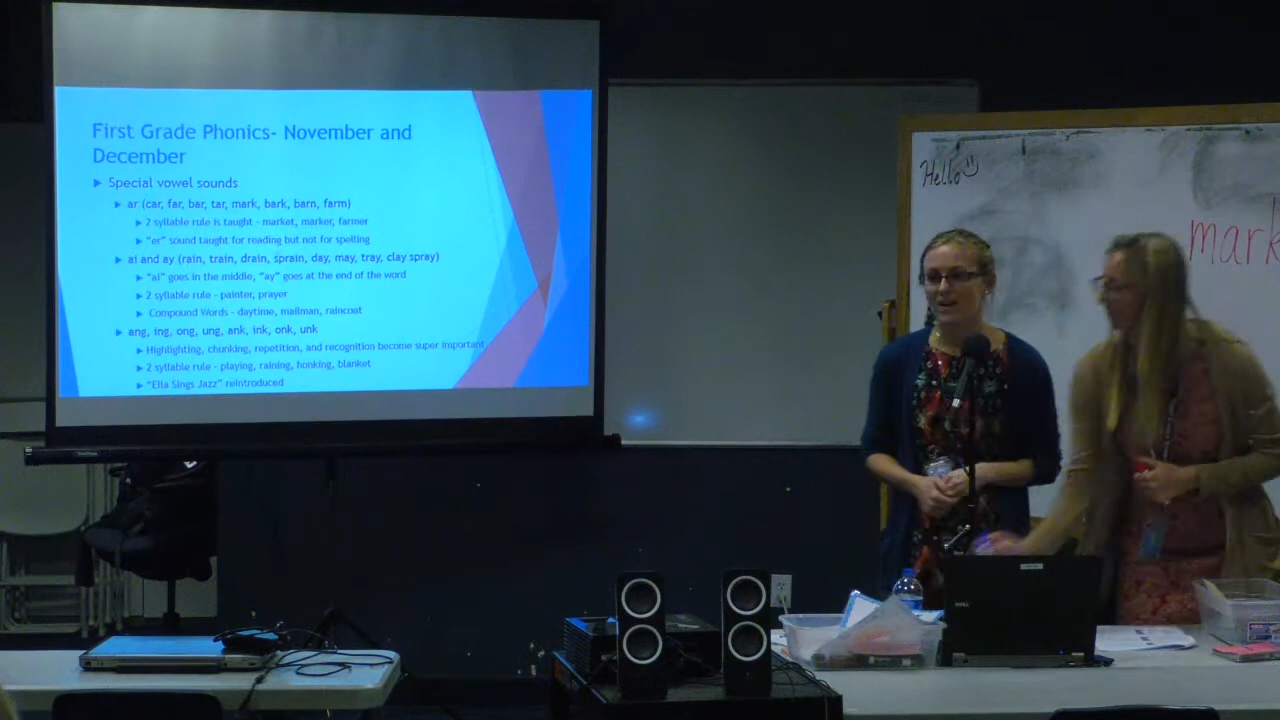 First Grade Phonics- November and
December
Special vowel sounds
ar (car, far, bar, tar, mark, bark, barn, farm)
2 syllable rule is taught - market, marker, farmer
"er" sound taught for reading but not for spelling
ai and ay (rain, train, drain, sprain, day, may, tray, clay spray)
"ai" goes in the middle, "ay" goes at the end of the word
2 syllable rule - painter, prayer
Compound Words - daytime, mailman, raincoat
ang, ing, ong, ung, ank, ink, onk, unk
Highlighting, chunking, repetition, and recognition become super important
2 syllable rule - playing, raining, honking, blanket
"Ella Sings Jazz" reintroduced
Hello
mark
DELL